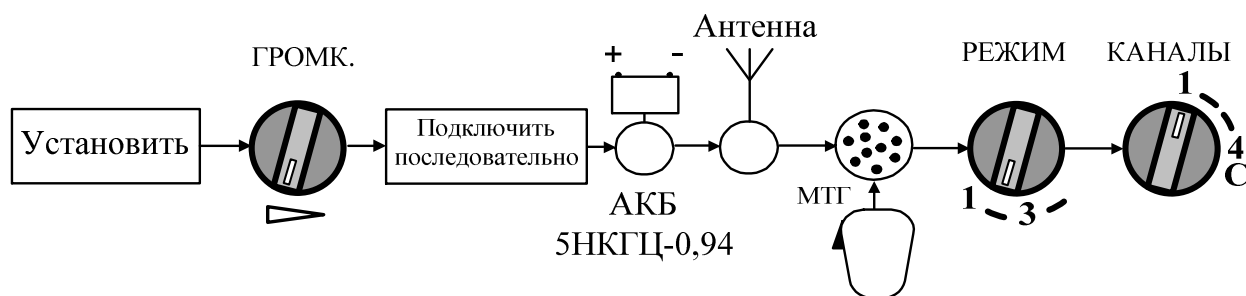 Установить
ГРОМК.
Подключить
последовательно
+ -
АКБ
5НКГЦ-0,94
Антенна
МТГ
РЕЖИМ
1 3
КАНАЛЫ
1
4
С